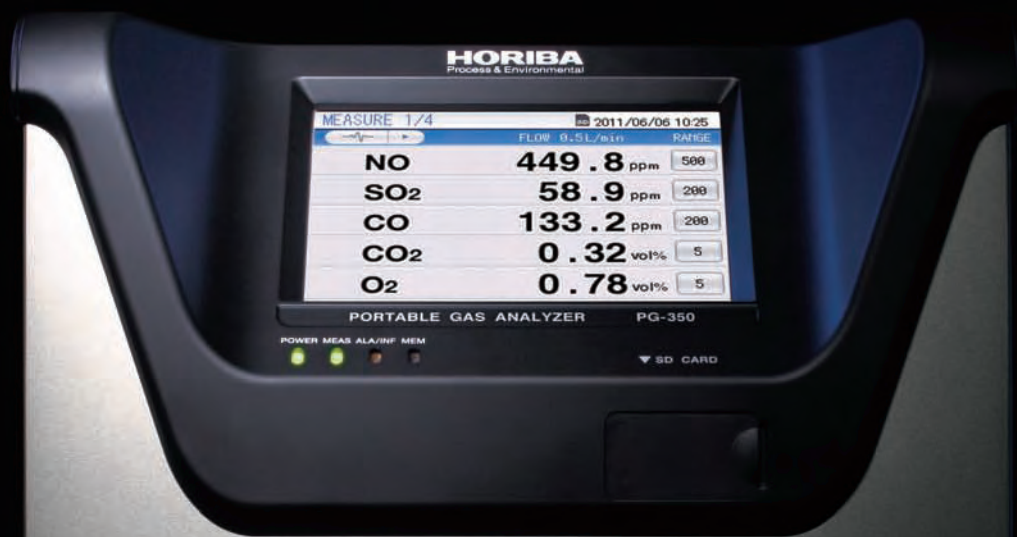 HORIBA
Process & Environmental
MEASURE 1/4 SD 2011/06/06 10:25
FLOW 0.5L/min RANGE
NO 449.8 ppm 500
SO2 58.9 ppm 200
CO 133.2 ppm 200
CO2 0.32 vol% 5
O2 0.78 vol% 5
PORTABLE GAS ANALYZER PG-350
POWER MEAS ALA/INF MEM
▼ SD CARD